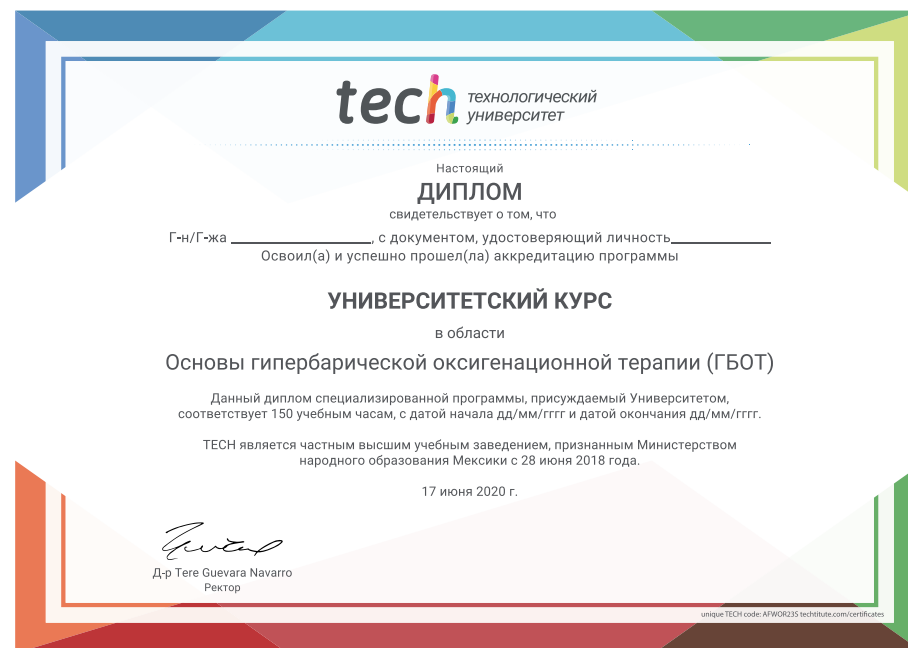 tech технологический
университет
Настоящий
ДИПЛОМ
свидетельствует о том, что
Г-н/Г-жа ____________________, с документом, удостоверяющий личность______________
Освоил(а) и успешно прошел(ла) аккредитацию программы
УНИВЕРСИТЕТСКИЙ КУРС
в области
Основы гипербарической оксигенационной терапии (ГБОТ)
Данный диплом специализированной программы, присуждаемый Университетом,
соответствует 150 учебным часам, с датой начала дд/мм/гггг и датой окончания дд/мм/гггг.
TECH является частным высшим учебным заведением, признанным Министерством
народного образования Мексики с 28 июня 2018 года.
17 июня 2020 г.
Д-р Tere Guevara Navarro
Ректор
unique TECH code: AFWOR23S techtitute.com/certificates